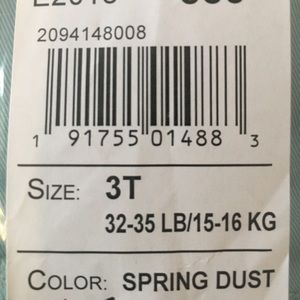 2094148008
1 91755 01488 3
SIZE: 3T
32-35 LB/15-16 KG
COLOR: SPRING DUST